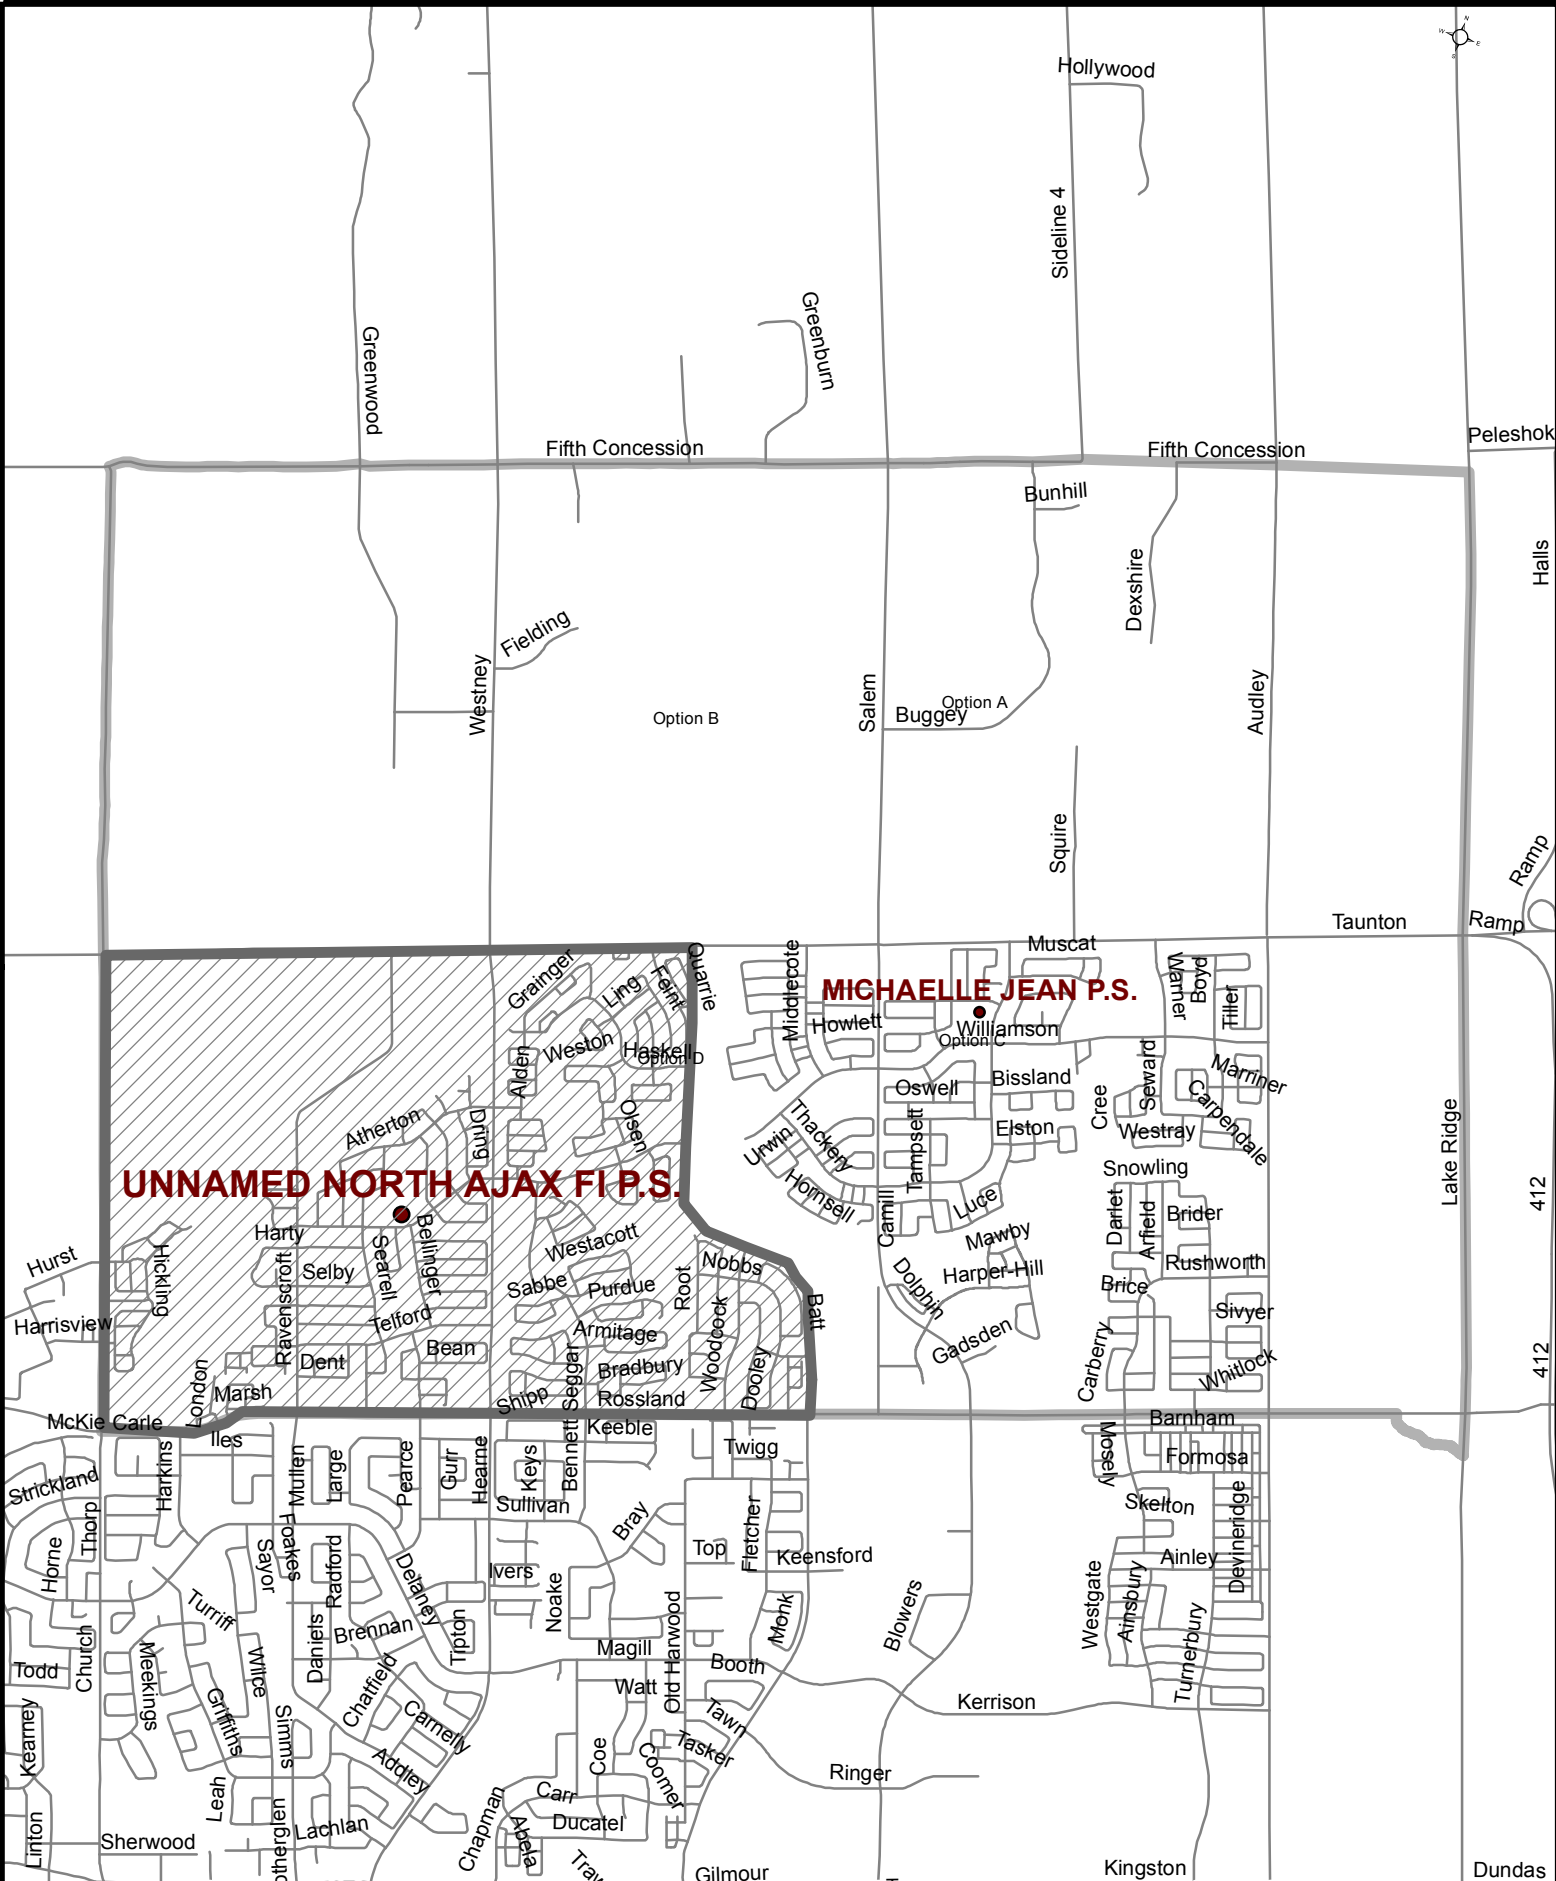 N
W
E
S
Hollywood
Sideline 4
Greenburn
Greenwood
Fifth Concession
Fifth Concession
Peleshok
Bunhill
Halls
Dexshire
Fielding
Westney
Salem
Option A
Buggey
Option B
Audley
Squire
Ramp
Taunton
Ramp
Muscat
Quarrie
Middlecote
Grainger
Ling
Feint
Warner
Boyd
Tiller
MICHAELLE JEAN P.S.
Howlett
Williamson
Option C
Weston
Haskell
Option D
Alden
Seward
Marriner
Bissland
Oswell
Cree
Carpendale
Atherton
Dring
Olsen
Thackery
Urwin
Tampsett
Elston
Westray
Lake Ridge
Snowling
UNNAMED NORTH AJAX FI P.S.
Hornsell
Camill
Luce
Darlet
Arfield
Brider
412
Harty
Bellinger
Searell
Westacott
Mawby
Hurst
Hickling
Selby
Ravenscroft
Sabbe
Purdue
Root
Nobbs
Dolphin
Harper-Hill
Rushworth
Brice
Harrisview
Telford
Armitage
Woodcock
Batt
Sivyer
Bean
Gadsden
Carberry
412
Dent
Bradbury
Dooley
Whitlock
London
Marsh
Shipp
Bennett Seggar
Rossland
McKie Carle
Iles
Keeble
Twigg
Barnham
Mosely
Formosa
Strickland
Harkins
Mullen
Large
Pearce
Gurr
Hearne
Keys
Sullivan
Skelton
Devineridge
Thorp
Horne
Foakes
Sayor
Radford
Bray
Top
Fletcher
Keensford
Ainley
Delaney
Ivers
Noake
Westgate
Ainsbury
Turriff
Daniels
Brennan
Tipton
Old Harwood
Monk
Blowers
Turnerbury
Church
Meekings
Wilce
Magill
Booth
Todd
Chatfield
Watt
Kerrison
Kearney
Griffiths
Simms
Carnelly
Tawn
Tasker
Addley
Coe
Coomer
Ringer
Leah
Carr
Linton
Sherwood
otherglen
Lachlan
Chapman
Abela
Ducatel
Gilmour
Kingston
Dundas